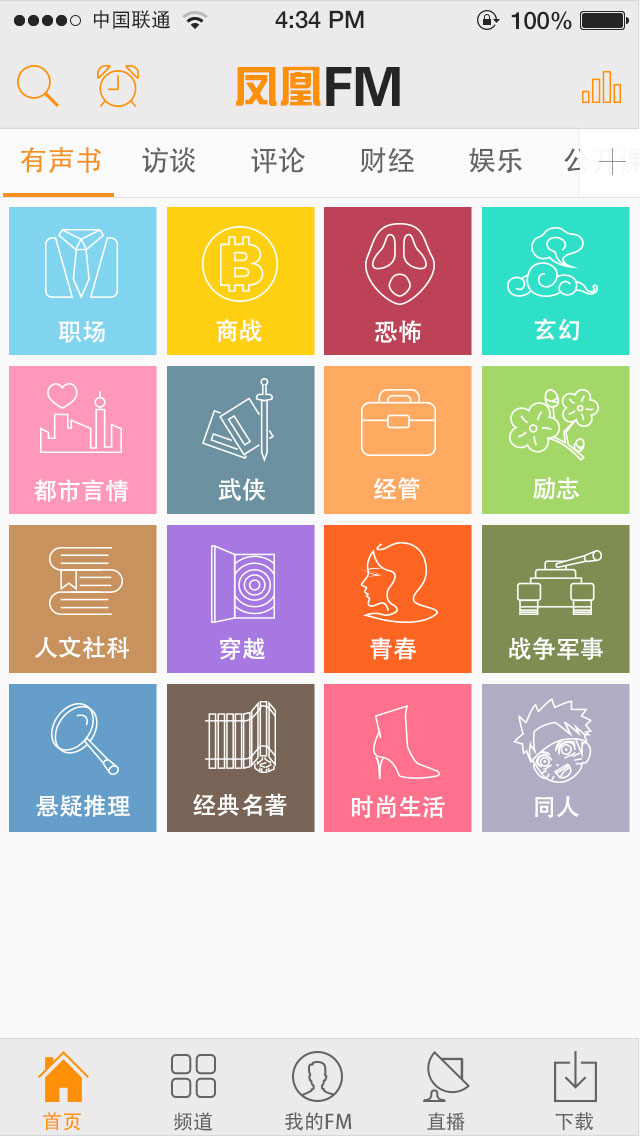 中国联通 4:34 PM 100%
凤凰FM
有声书 访谈 评论 财经 娱乐 公开课
职场 商战 恐怖 玄幻
都市言情 武侠 经管 励志
人文社科 穿越 青春 战争军事
悬疑推理 经典名著 时尚生活 同人
首页 频道 我的FM 直播 下载